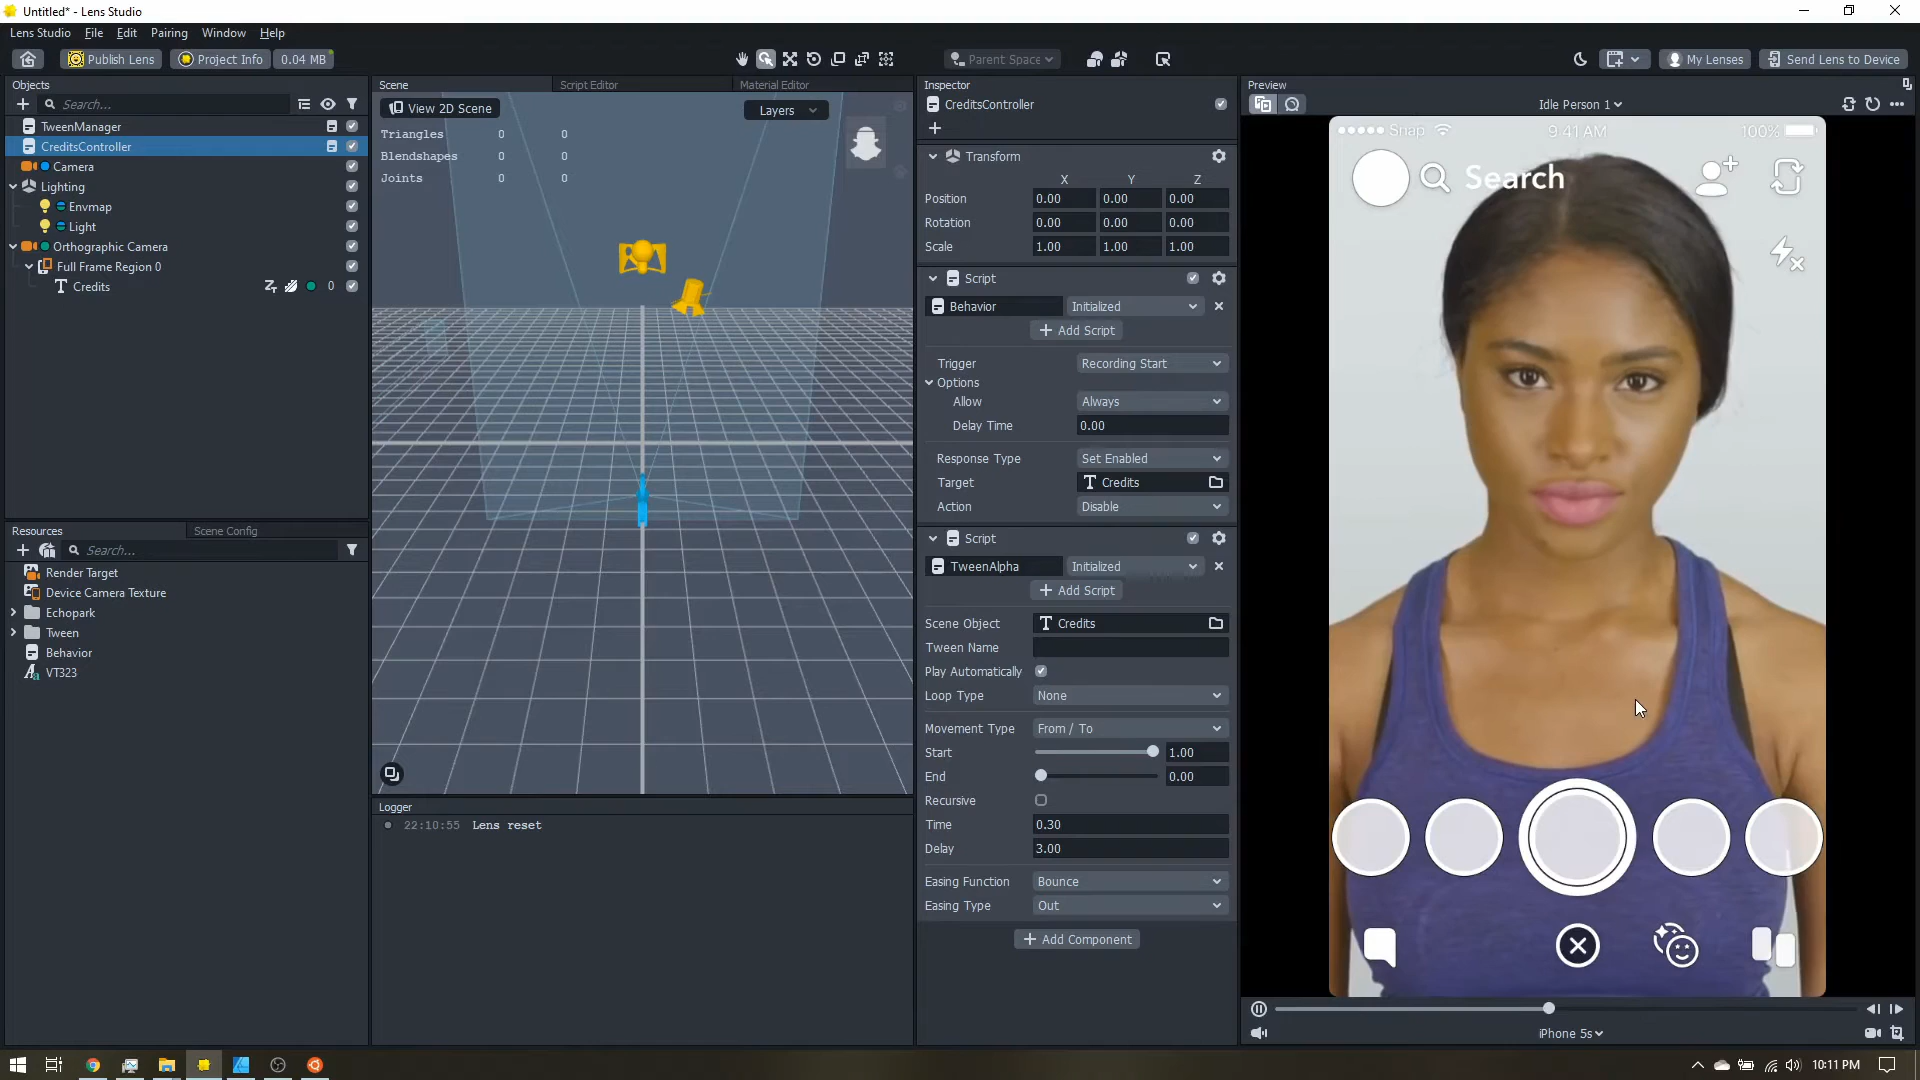 Untitled* - Lens Studio
Lens Studio File Edit Pairing Window Help
Publish Lens Project Info 0.04 MB Parent Space My Lenses Send Lens to Device
Objects
Search...
TweenManager
CreditsController
Camera
Lighting
Envmap
Light
Orthographic Camera
Full Frame Region 0
Credits 0
Resources Scene Config
Search...
Render Target
Device Camera Texture
Echopark
Tween
Behavior
VT323
Scene Script Editor Material Editor
View 2D Scene Layers
Triangles 0 0
Blendshapes 0 0
Joints 0 0
Logger
22:10:55 Lens reset
Inspector
CreditsController
Transform
X Y Z
Position 0.00 0.00 0.00
Rotation 0.00 0.00 0.00
Scale 1.00 1.00 1.00
Script
Behavior Initialized
Add Script
Trigger Recording Start
Options
Allow Always
Delay Time 0.00
Response Type Set Enabled
Target Credits
Action Disable
Script
TweenAlpha Initialized
Add Script
Scene Object Credits
Tween Name
Play Automatically
Loop Type None
Movement Type From / To
Start 1.00
End 0.00
Recursive
Time 0.30
Delay 3.00
Easing Function Bounce
Easing Type Out
Add Component
Preview
Idle Person 1
Snap 9:41 AM 100%
Search
iPhone 5s
10:11 PM